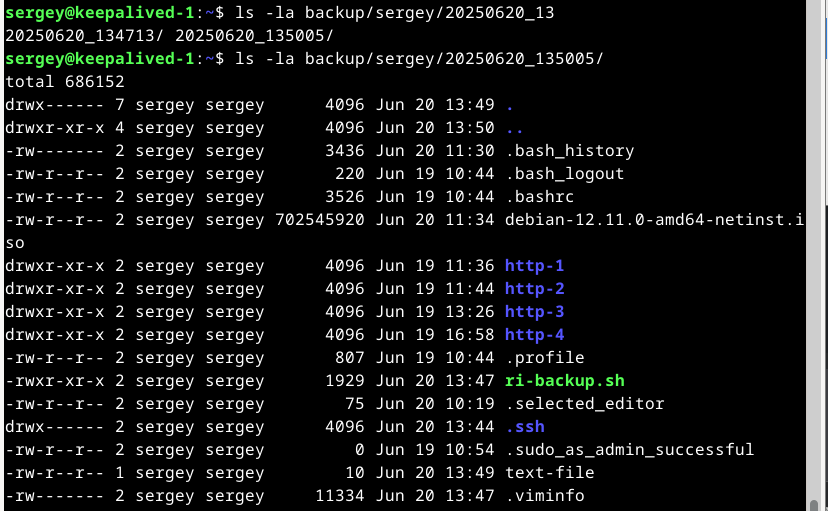 sergey@keepalived-1:~$ ls -la backup/sergey/20250620_13
20250620_134713/ 20250620_135005/
sergey@keepalived-1:~$ ls -la backup/sergey/20250620_135005/
total 686152
drwx------ 7 sergey sergey      4096 Jun 20 13:49 .
drwxr-xr-x 4 sergey sergey      4096 Jun 20 13:50 ..
-rw------- 2 sergey sergey      3436 Jun 20 11:30 .bash_history
-rw-r--r-- 2 sergey sergey       220 Jun 19 10:44 .bash_logout
-rw-r--r-- 2 sergey sergey      3526 Jun 19 10:44 .bashrc
-rw-r--r-- 2 sergey sergey 702545920 Jun 20 11:34 debian-12.11.0-amd64-netinst.i
so
drwxr-xr-x 2 sergey sergey      4096 Jun 19 11:36 http-1
drwxr-xr-x 2 sergey sergey      4096 Jun 19 11:44 http-2
drwxr-xr-x 2 sergey sergey      4096 Jun 19 13:26 http-3
drwxr-xr-x 2 sergey sergey      4096 Jun 19 16:58 http-4
-rw-r--r-- 2 sergey sergey       807 Jun 19 10:44 .profile
-rwxr-xr-x 2 sergey sergey      1929 Jun 20 13:47 ri-backup.sh
-rw-r--r-- 2 sergey sergey        75 Jun 20 10:19 .selected_editor
drwx------ 2 sergey sergey      4096 Jun 20 13:44 .ssh
-rw-r--r-- 2 sergey sergey         0 Jun 19 10:54 .sudo_as_admin_successful
-rw-r--r-- 1 sergey sergey        10 Jun 20 13:49 text-file
-rw------- 2 sergey sergey     11334 Jun 20 13:47 .viminfo